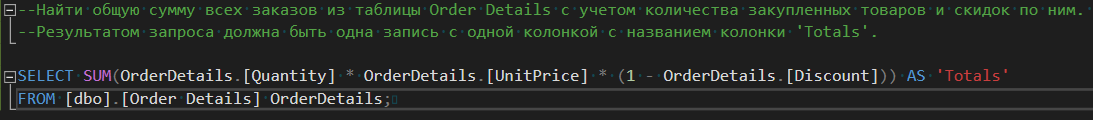 --Найти общую сумму всех заказов из таблицы Order Details с учетом количества закупленных товаров и скидок по ним.
--Результатом запроса должна быть одна запись с одной колонкой с названием колонки 'Totals'.
SELECT SUM(OrderDetails.[Quantity] * OrderDetails.[UnitPrice] * (1 - OrderDetails.[Discount])) AS 'Totals'
FROM [dbo].[Order Details] OrderDetails;